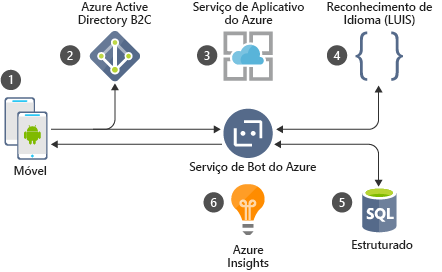 Azure Active
Directory B2C
Serviço de Aplicativo
do Azure
Reconhecimento de
Idioma (LUIS)
1
2
3
4
Móvel
Serviço de Bot do Azure
6
5
SQL
Azure
Insights
Estruturado